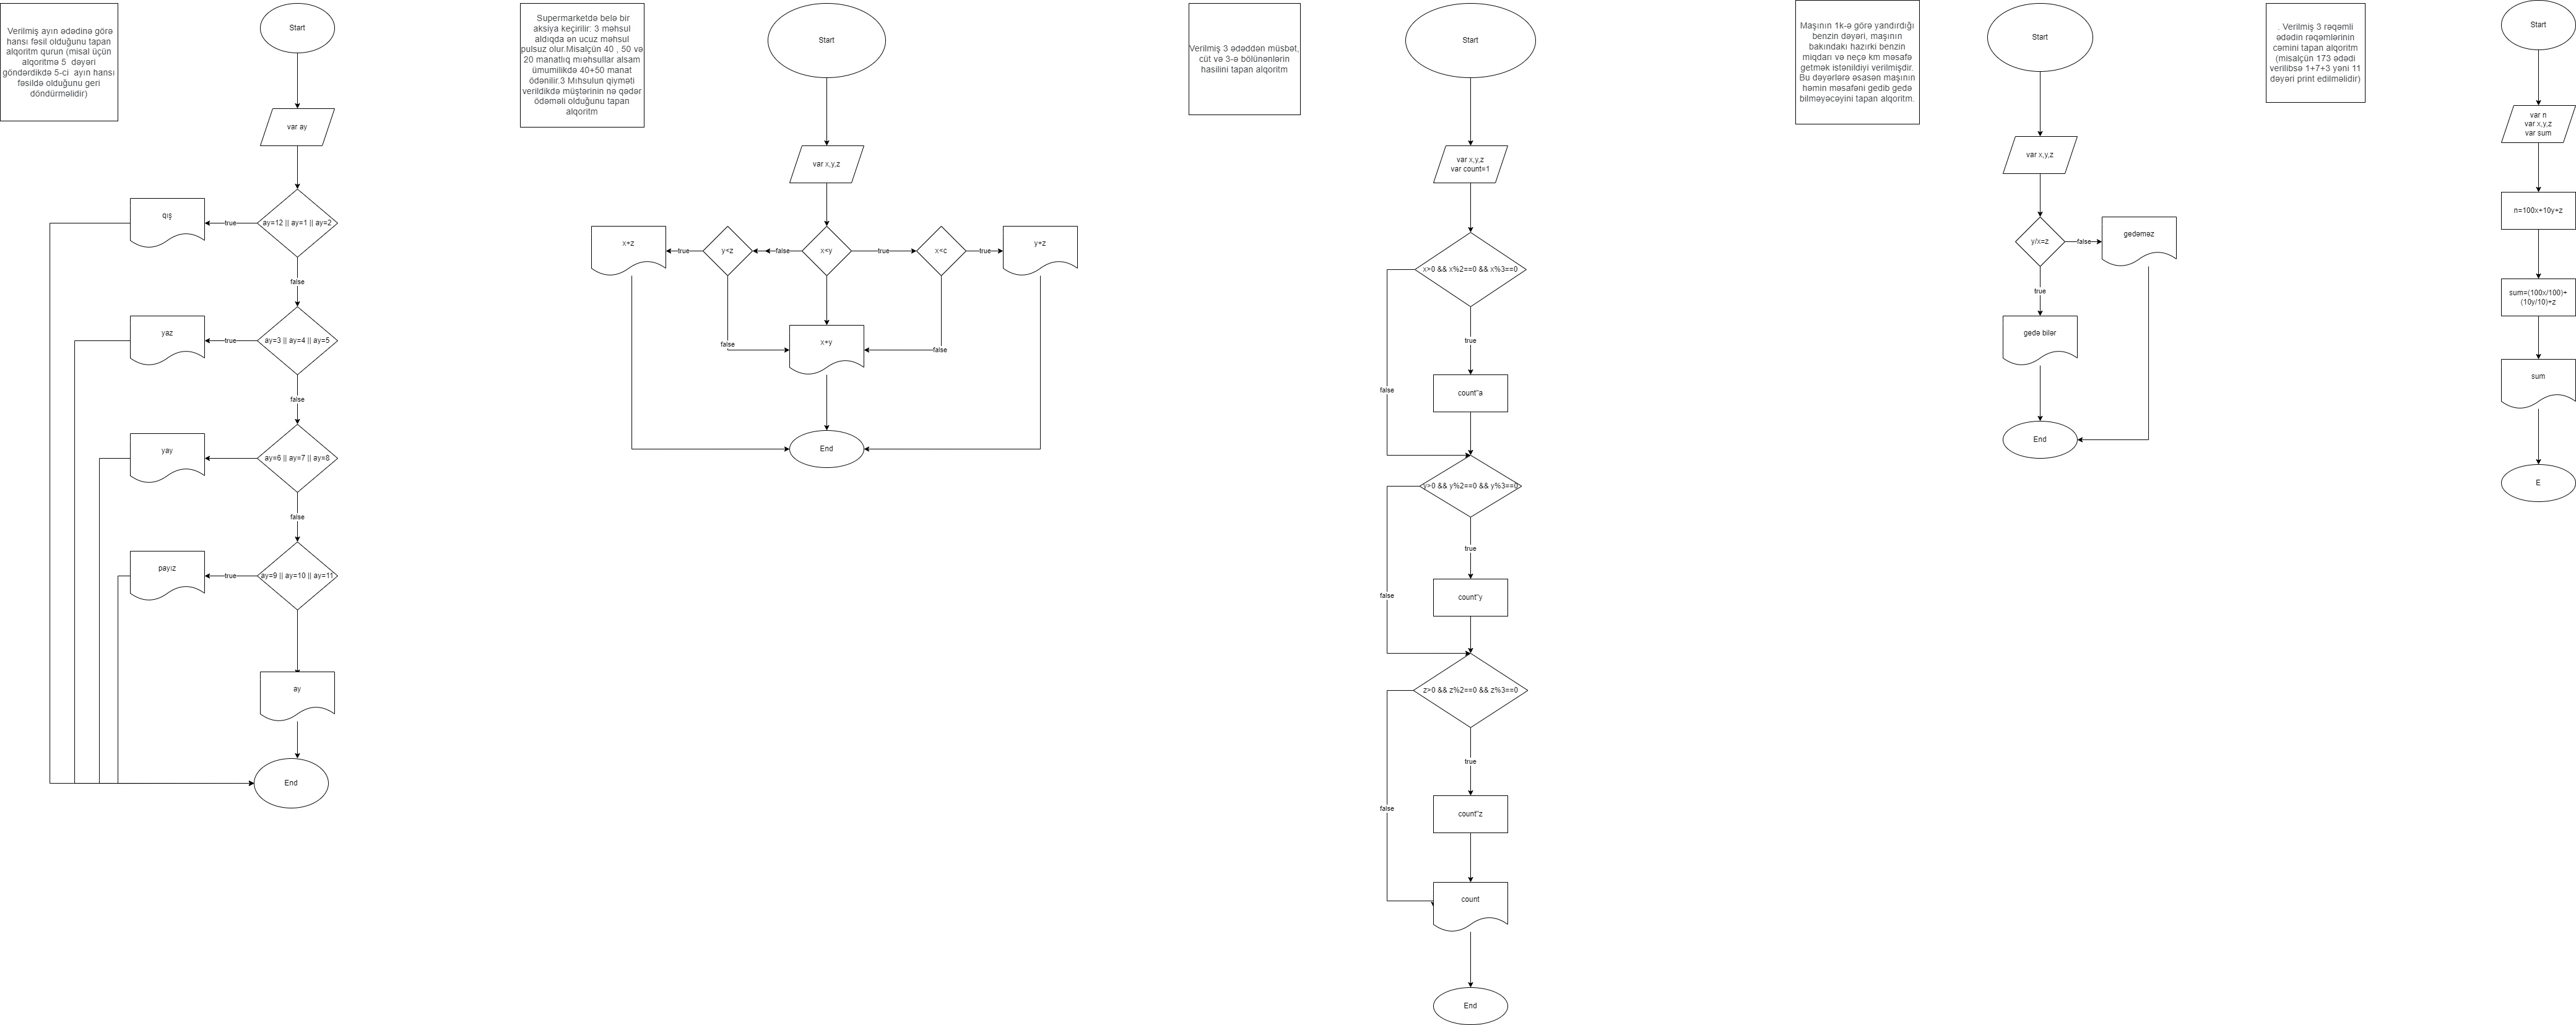 Verilmiş ayın ədədinə görə
hansı fəsil olduğunu tapan
alqoritm qurun (misal üçün
alqoritmə 5  dəyəri
göndərdikdə 5-ci  ayın hansı
fəsildə olduğunu geri
döndürməlidir)
Start
var ay
ay=12 || ay=1 || ay=2
true
qış
false
ay=3 || ay=4 || ay=5
true
yaz
false
ay=6 || ay=7 || ay=8
yay
false
ay=9 || ay=10 || ay=11
true
payız
ay
End
Supermarketdə belə bir
aksiya keçirilir: 3 məhsul
aldıqda ən ucuz məhsul
pulsuz olur.Misalçün 40 , 50 və
20 manatlıq mıəhsullar alsam
ümumilikdə 40+50 manat
ödənilir.3 Mıhsulun qiyməti
verildikdə müştərinin nə qədər
ödəməli olduğunu tapan
alqoritm
Start
var x,y,z
x+z
true
y<z
false
x<y
true
x<c
true
y+z
false
x+y
false
End
Verilmiş 3 ədəddən müsbət,
cüt və 3-ə bölünənlərin
hasilini tapan alqoritm
Start
var x,y,z
var count=1
x>0 && x%2==0 && x%3==0
true
false
count*a
y>0 && y%2==0 && y%3==0
true
false
count*y
z>0 && z%2==0 && z%3==0
true
false
count*z
count
End
Maşının 1k-ə görə yandırdığı
benzin dəyəri, maşının
bakındakı hazırki benzin
miqdarı və neçə km məsafə
getmək istənildiyi verilmişdir.
Bu dəyərlərə əsasən maşının
həmin məsafəni gedib gedə
bilməyəcəyini tapan alqoritm.
Start
var x,y,z
y/x=z
false
gedəməz
true
gedə bilər
End
. Verilmiş 3 rəqəmli
ədədin rəqəmlərinin
cəmini tapan alqoritm
(misalçün 173 ədədi
verilibsə 1+7+3 yəni 11
dəyəri print edilməlidir)
Start
var n
var x,y,z
var sum
n=100x+10y+z
sum=(100x/100)+
(10y/10)+z
sum
E